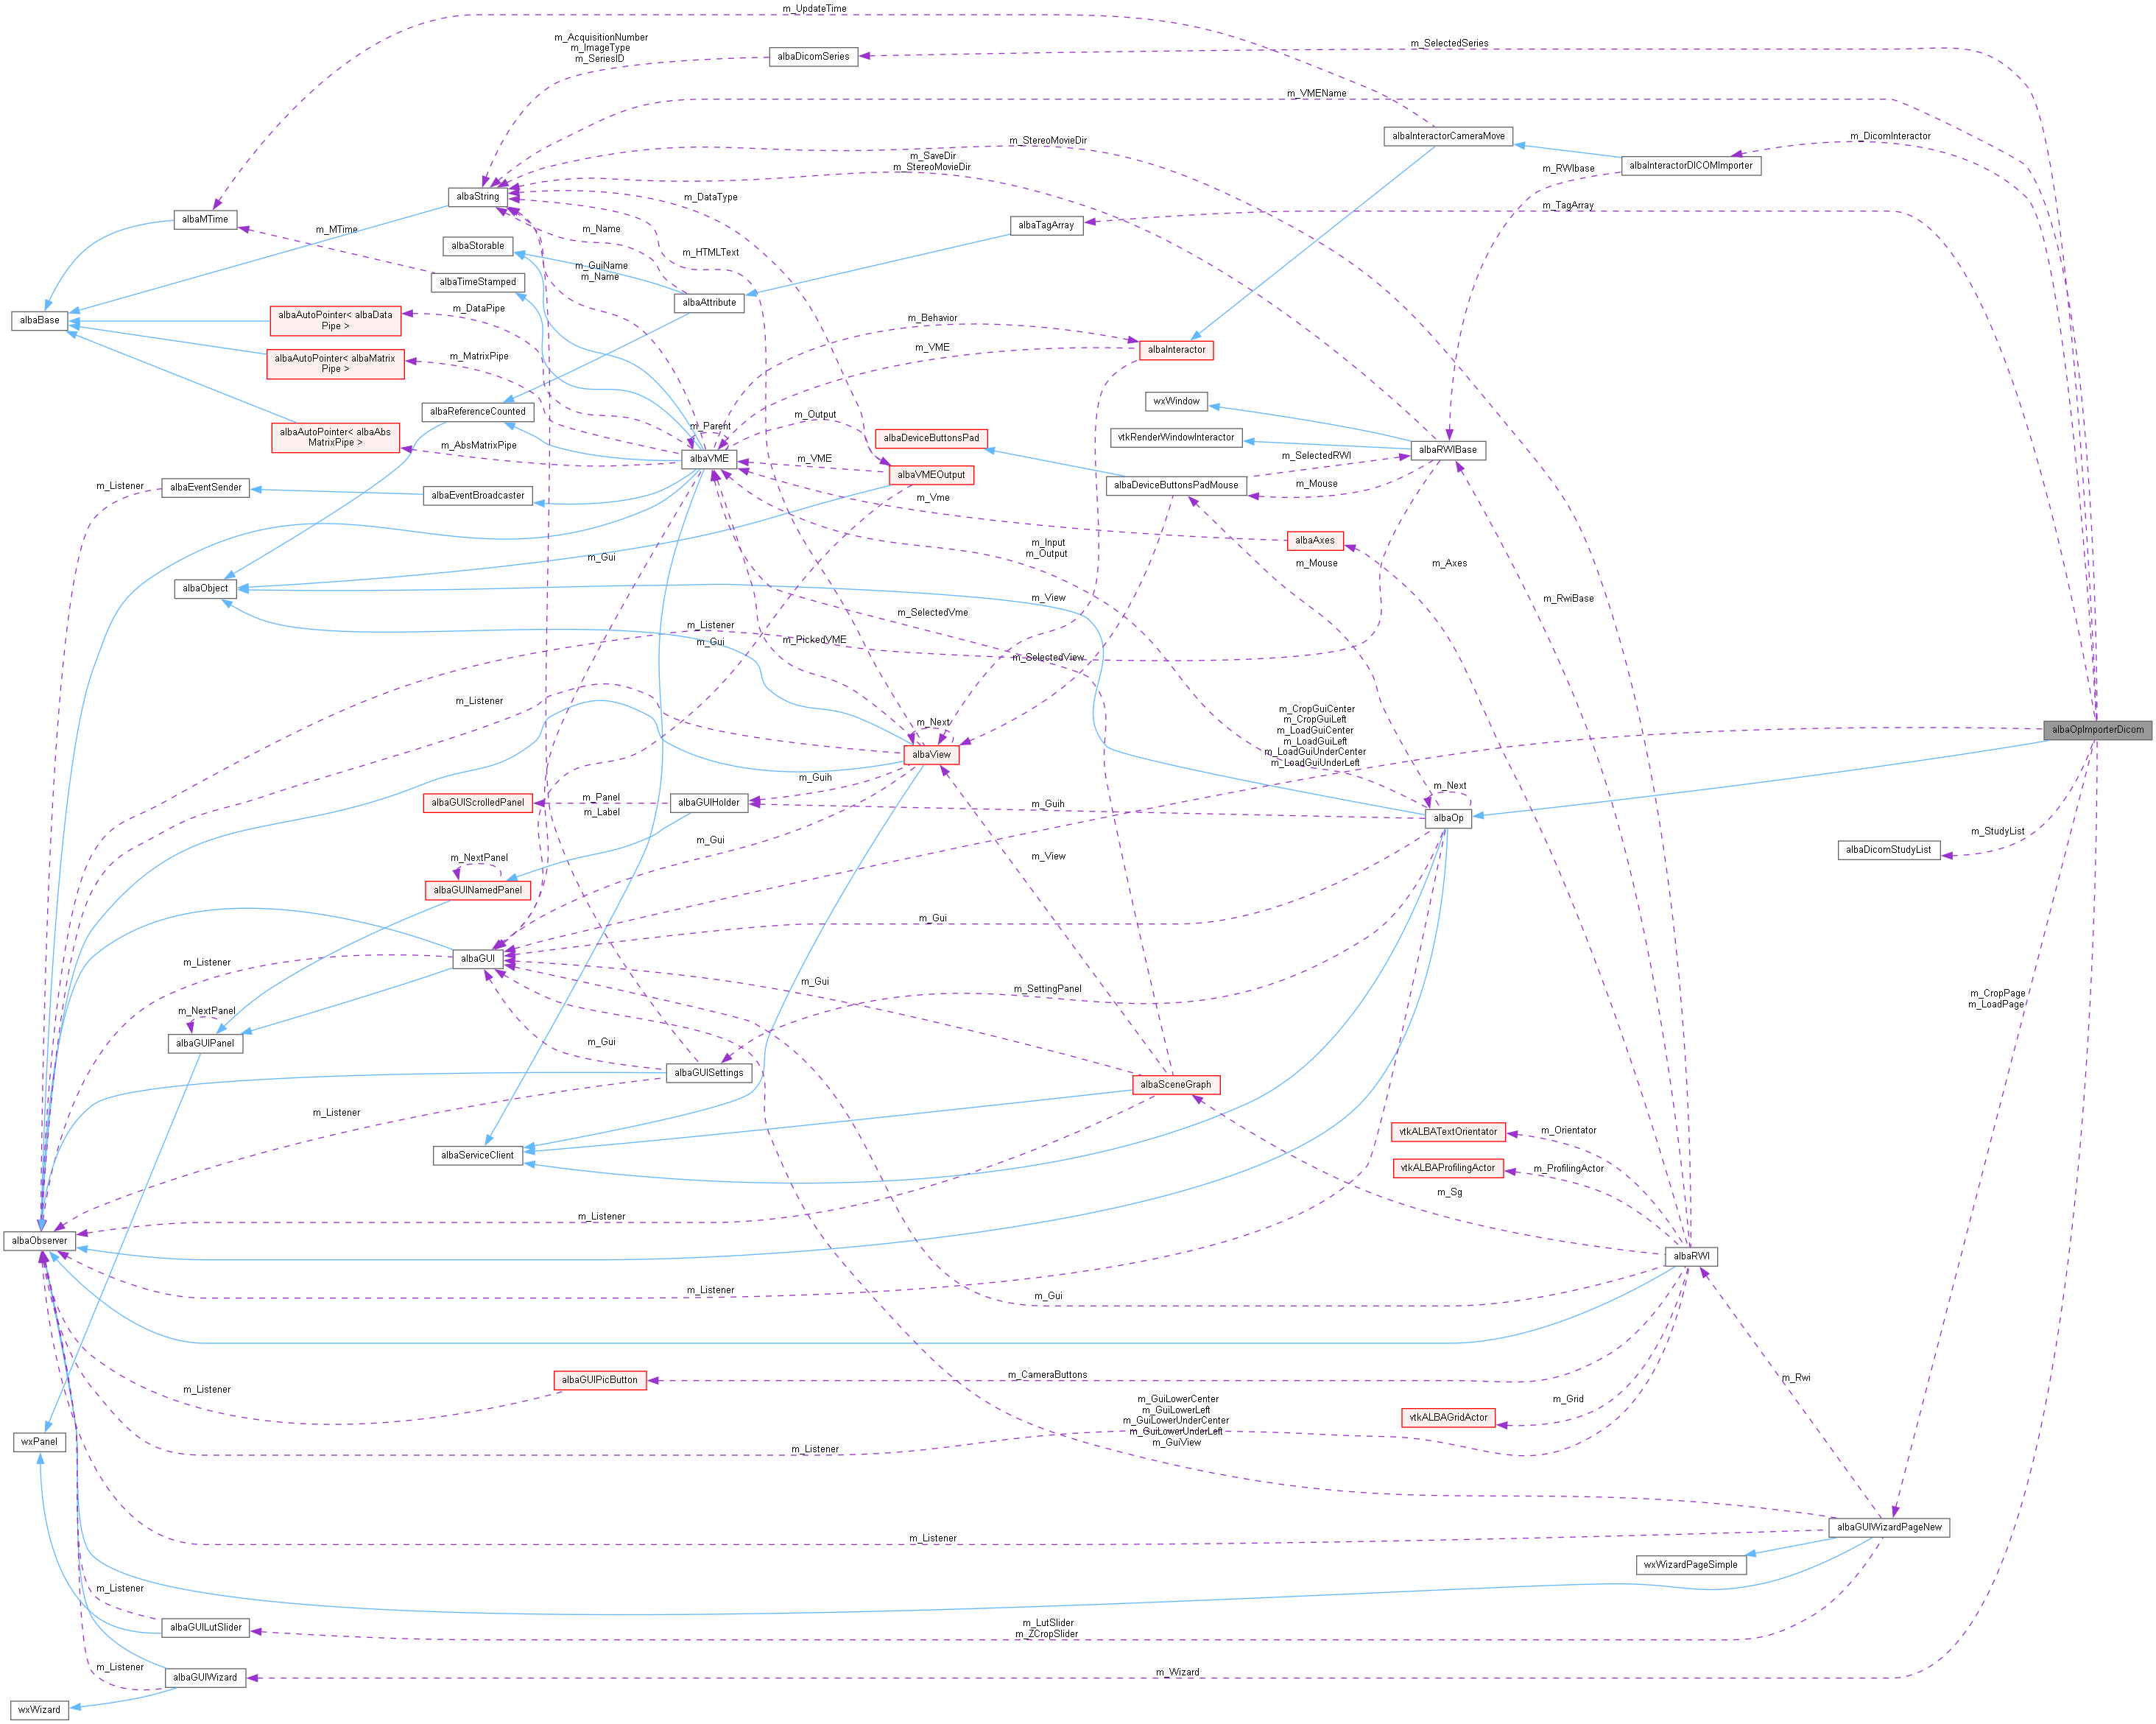 m_UpdateTime
m_AcquisitionNumber
m_ImageType
m_SeriesID
albaDicomSeries
m_SelectedSeries
m_VMEName
albaInteractorCameraMove
m_DicomInteractor
albaInteractorDICOMImporter
m_StereoMovieDir
m_SaveDir
m_StereoMovieDir
m_RWIbase
albaString
m_DataType
m_TagArray
albaMTime
m_MTime
albaStorable
m_Name
albaTagArray
m_HTMLText
m_GuiName
m_Name
albaTimeStamped
albaAttribute
albaBase
albaAutoPointer< albaData
Pipe >
m_DataPipe
m_Behavior
albaAutoPointer< albaMatrix
Pipe >
m_MatrixPipe
m_VME
albaInteractor
wxWindow
albaReferenceCounted
albaAutoPointer< albaAbs
MatrixPipe >
m_AbsMatrixPipe
m_Parent
m_Output
albaDeviceButtonsPad
vtkRenderWindowInteractor
albaRWIBase
albaVME
m_VME
albaVMEOutput
m_SelectedRWI
m_Mouse
albaDeviceButtonsPadMouse
m_Listener
albaEventSender
albaEventBroadcaster
m_Vme
albaAxes
m_Gui
m_Input
m_Output
m_Mouse
m_Axes
albaObject
m_View
m_RwiBase
m_SelectedVme
m_Listener
m_Gui
m_PickedVME
m_SelectedView
m_Listener
m_Next
m_CropGuiCenter
m_CropGuiLeft
m_LoadGuiCenter
m_LoadGuiLeft
m_LoadGuiUnderCenter
m_LoadGuiUnderLeft
albaOpImporterDicom
albaView
m_Guih
albaGUIScrolledPanel
m_Panel
m_Label
albaGUIHolder
m_Guih
m_Next
albaOp
m_Gui
m_View
m_StudyList
albaDicomStudyList
m_NextPanel
albaGUINamedPanel
m_Gui
m_Listener
albaGUI
m_Gui
m_SettingPanel
m_CropPage
m_LoadPage
m_NextPanel
albaGUIPanel
m_Gui
albaGUISettings
albaSceneGraph
m_Listener
vtkALBATextOrientator
m_Orientator
albaServiceClient
vtkALBAProfilingActor
m_ProfilingActor
m_Sg
m_Listener
albaObserver
albaRWI
m_Listener
m_Gui
albaGUIPicButton
m_CameraButtons
m_Rwi
m_Listener
m_Grid
m_GuiLowerCenter
m_GuiLowerLeft
m_GuiLowerUnderCenter
m_GuiLowerUnderLeft
m_GuiView
vtkALBAGridActor
wxPanel
m_Listener
albaGUIWizardPageNew
m_Listener
wxWizardPageSimple
m_Listener
albaGUILutSlider
m_LutSlider
m_ZCropSlider
m_Listener
albaGUIWizard
m_Wizard
wxWizard